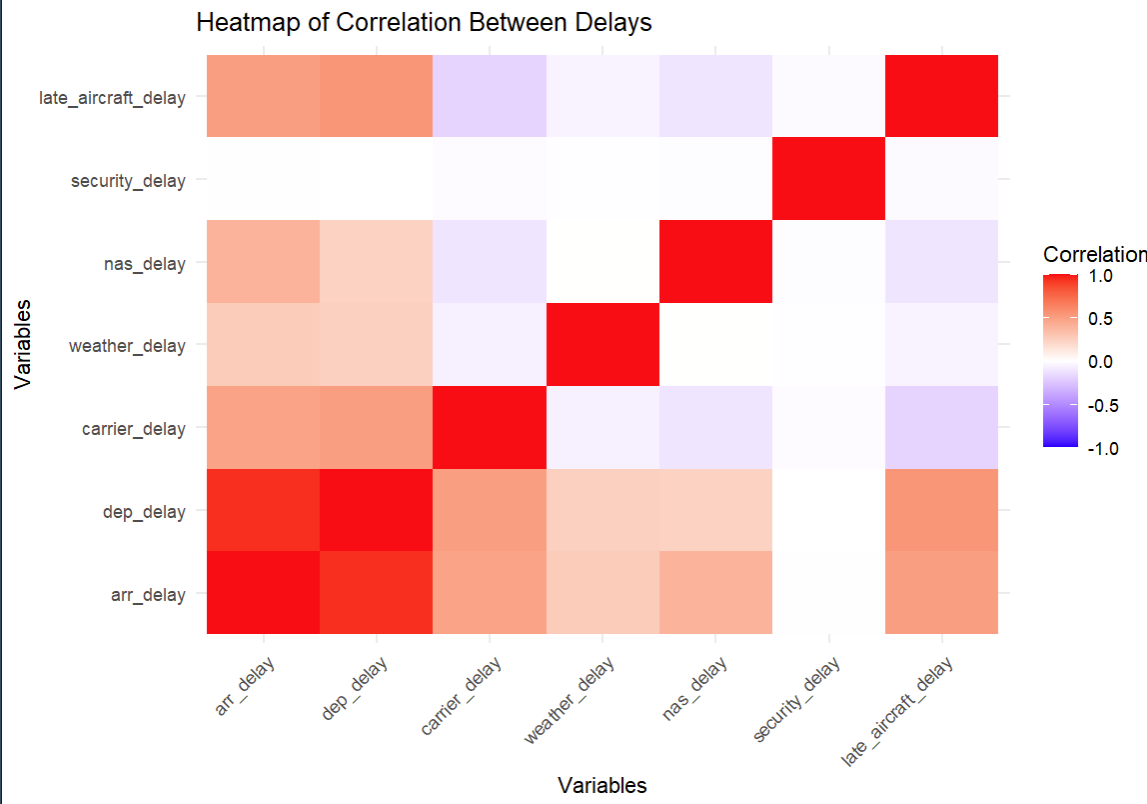 Heatmap of Correlation Between Delays
late_aircraft_delay
security_delay
nas_delay
weather_delay
carrier_delay
dep_delay
arr_delay
Variables
arr_delay
dep_delay
carrier_delay
weather_delay
nas_delay
security_delay
late_aircraft_delay
Variables
Correlation
1.0
0.5
0.0
-0.5
-1.0